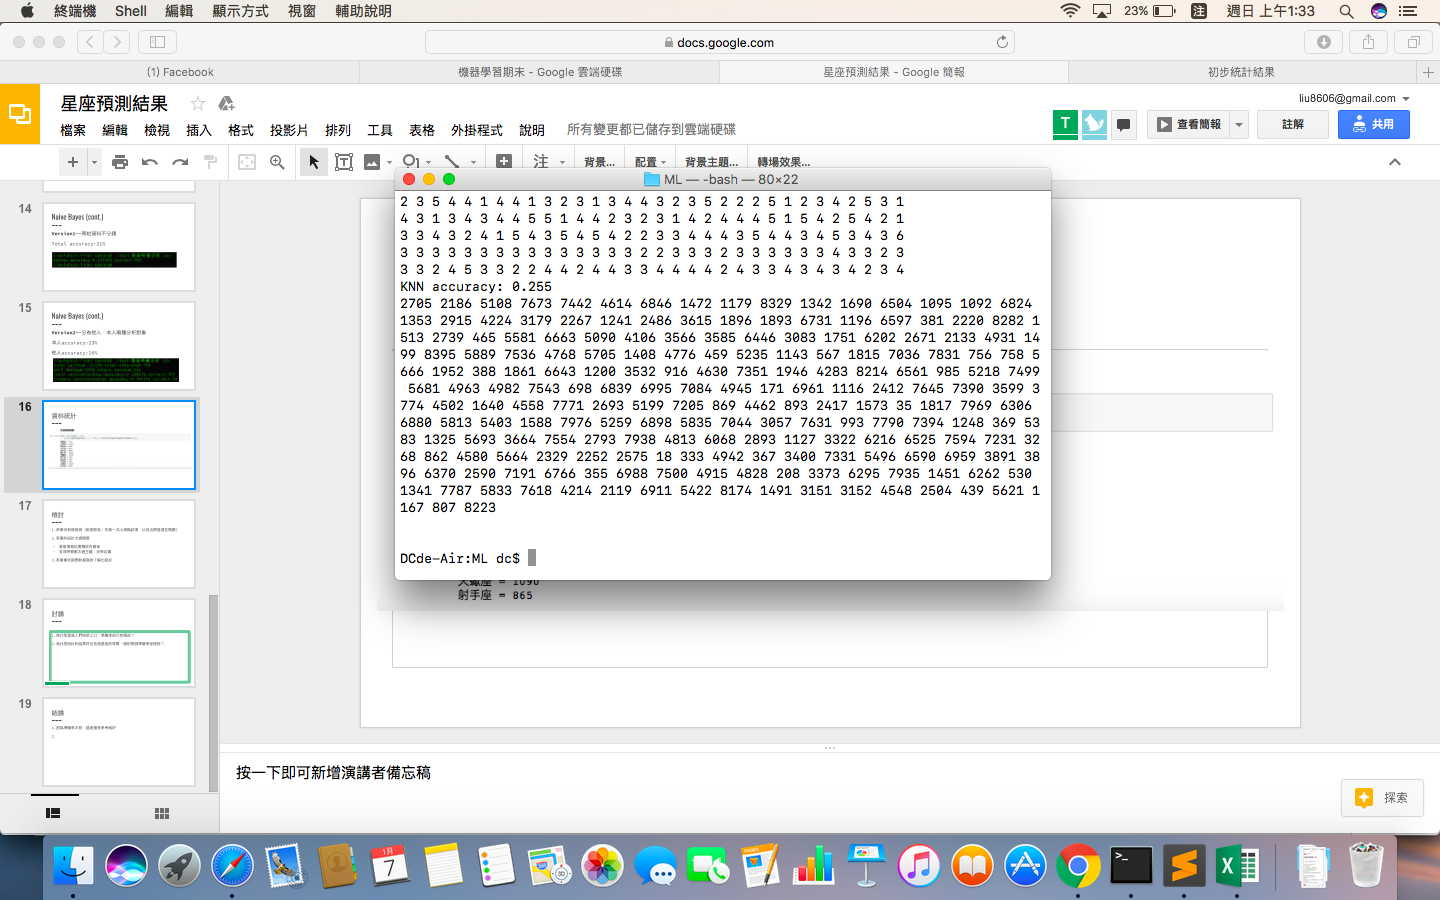 終端機 Shell 編輯 顯示方式 視窗 輔助說明 23% 注 週日 上午1:33
docs.google.com
(1) Facebook 機器學習期末 - Google 雲端硬碟 星座預測結果 - Google 簡報 初步統計結果
星座預測結果
liu8606@gmail.com
檔案 編輯 檢視 插入 格式 投影片 排列 工具 表格 外掛程式 說明 所有變更都已儲存到雲端硬碟
T 查看簡報 註解 共用
注 背景... 配置 背景主題... 轉場效果...
ML — -bash — 80×22
2 3 5 4 4 1 4 4 1 3 2 3 1 3 4 4 3 2 3 5 2 2 2 5 1 2 3 4 2 5 3 1
4 3 1 3 4 3 4 4 5 5 1 4 4 2 3 2 3 1 4 2 4 4 4 5 1 5 4 2 5 4 2 1
3 3 4 3 2 4 1 5 4 3 5 4 5 4 2 2 3 3 4 4 4 3 5 4 4 3 4 5 3 4 3 6
3 3 3 3 3 3 3 3 3 3 3 3 3 3 3 2 2 3 3 3 2 3 3 3 3 3 3 4 3 3 2 3
3 3 2 4 5 3 3 2 2 4 4 2 4 4 3 3 4 4 4 4 2 4 3 3 4 3 4 3 4 2 3 4
KNN accuracy: 0.255
2705 2186 5108 7673 7442 4614 6846 1472 1179 8329 1342 1690 6504 1095 1092 6824
1353 2915 4224 3179 2267 1241 2486 3615 1896 1893 6731 1196 6597 381 2220 8282 1
513 2739 465 5581 6663 5090 4106 3566 3585 6446 3083 1751 6202 2671 2133 4931 14
99 8395 5889 7536 4768 5705 1408 4776 459 5235 1143 567 1815 7036 7831 756 758 5
666 1952 388 1861 6643 1200 3532 916 4630 7351 1946 4283 8214 6561 985 5218 7499
5681 4963 4982 7543 698 6839 6995 7084 4945 171 6961 1116 2412 7645 7390 3599 3
774 4502 1640 4558 7771 2693 5199 7205 869 4462 893 2417 1573 35 1817 7969 6306
6880 5813 5403 1588 7976 5259 6898 5835 7044 3057 7631 993 7790 7394 1248 369 53
83 1325 5693 3664 7554 2793 7938 4813 6068 2893 1127 3322 6216 6525 7594 7231 32
68 862 4580 5664 2329 2252 2575 18 333 4942 367 3400 7331 5496 6590 6959 3891 38
96 6370 2590 7191 6766 355 6988 7500 4915 4828 208 3373 6295 7935 1451 6262 530
1341 7787 5833 7618 4214 2119 6911 5422 8174 1491 3151 3152 4548 2504 439 5621 1
167 807 8223
DCde-Air:ML dc$
天蠍座 = 1090
射手座 = 865
14
Naive Bayes (cont.)
Total accuracy:21%
15
Naive Bayes (cont.)
16
資料統計
17
檢討
18
討論
19
結論
按一下即可新增演講者備忘稿
探索
1月
7